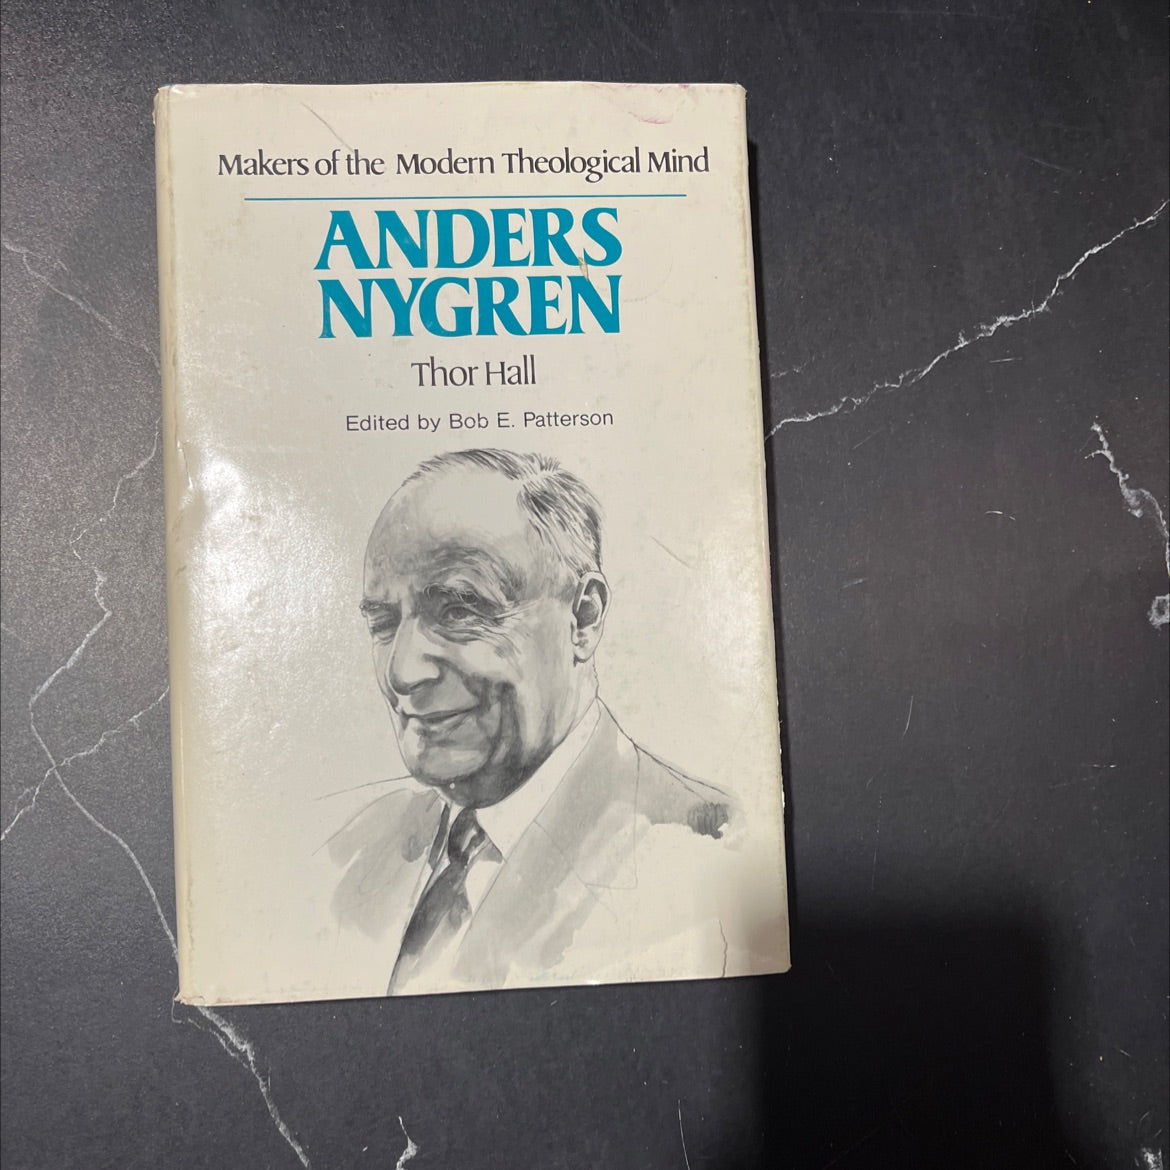 Makers of the Modern Theological Mind
ANDERS
NYGREN
Thor Hall
Edited by Bob E. Patterson